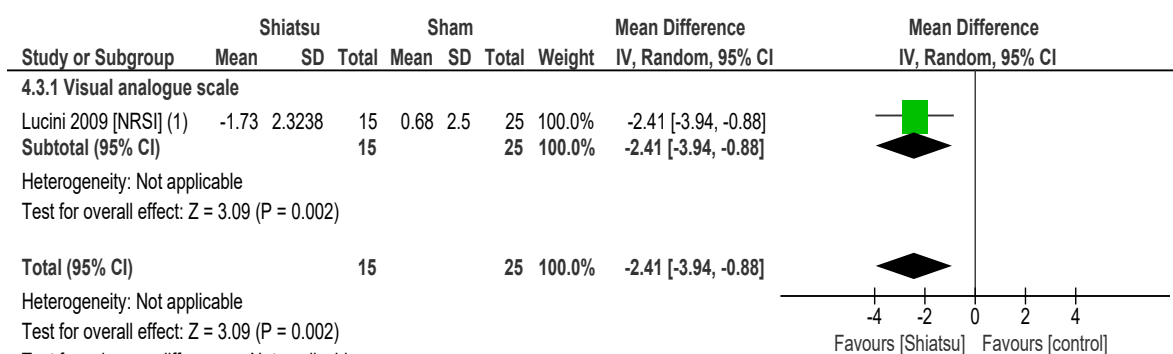 Shiatsu Sham Mean Difference Mean Difference
Study or Subgroup Mean SD Total Mean SD Total Weight IV, Random, 95% CI IV, Random, 95% CI
4.3.1 Visual analogue scale
Lucini 2009 [NRSI] (1) -1.73 2.3238 15 0.68 2.5 25 100.0% -2.41 [-3.94, -0.88]
Subtotal (95% CI) 15 25 100.0% -2.41 [-3.94, -0.88]
Heterogeneity: Not applicable
Test for overall effect: Z = 3.09 (P = 0.002)
Total (95% CI) 15 25 100.0% -2.41 [-3.94, -0.88]
Heterogeneity: Not applicable
Test for overall effect: Z = 3.09 (P = 0.002)
-4 -2 0 2 4
Favours [Shiatsu] Favours [control]